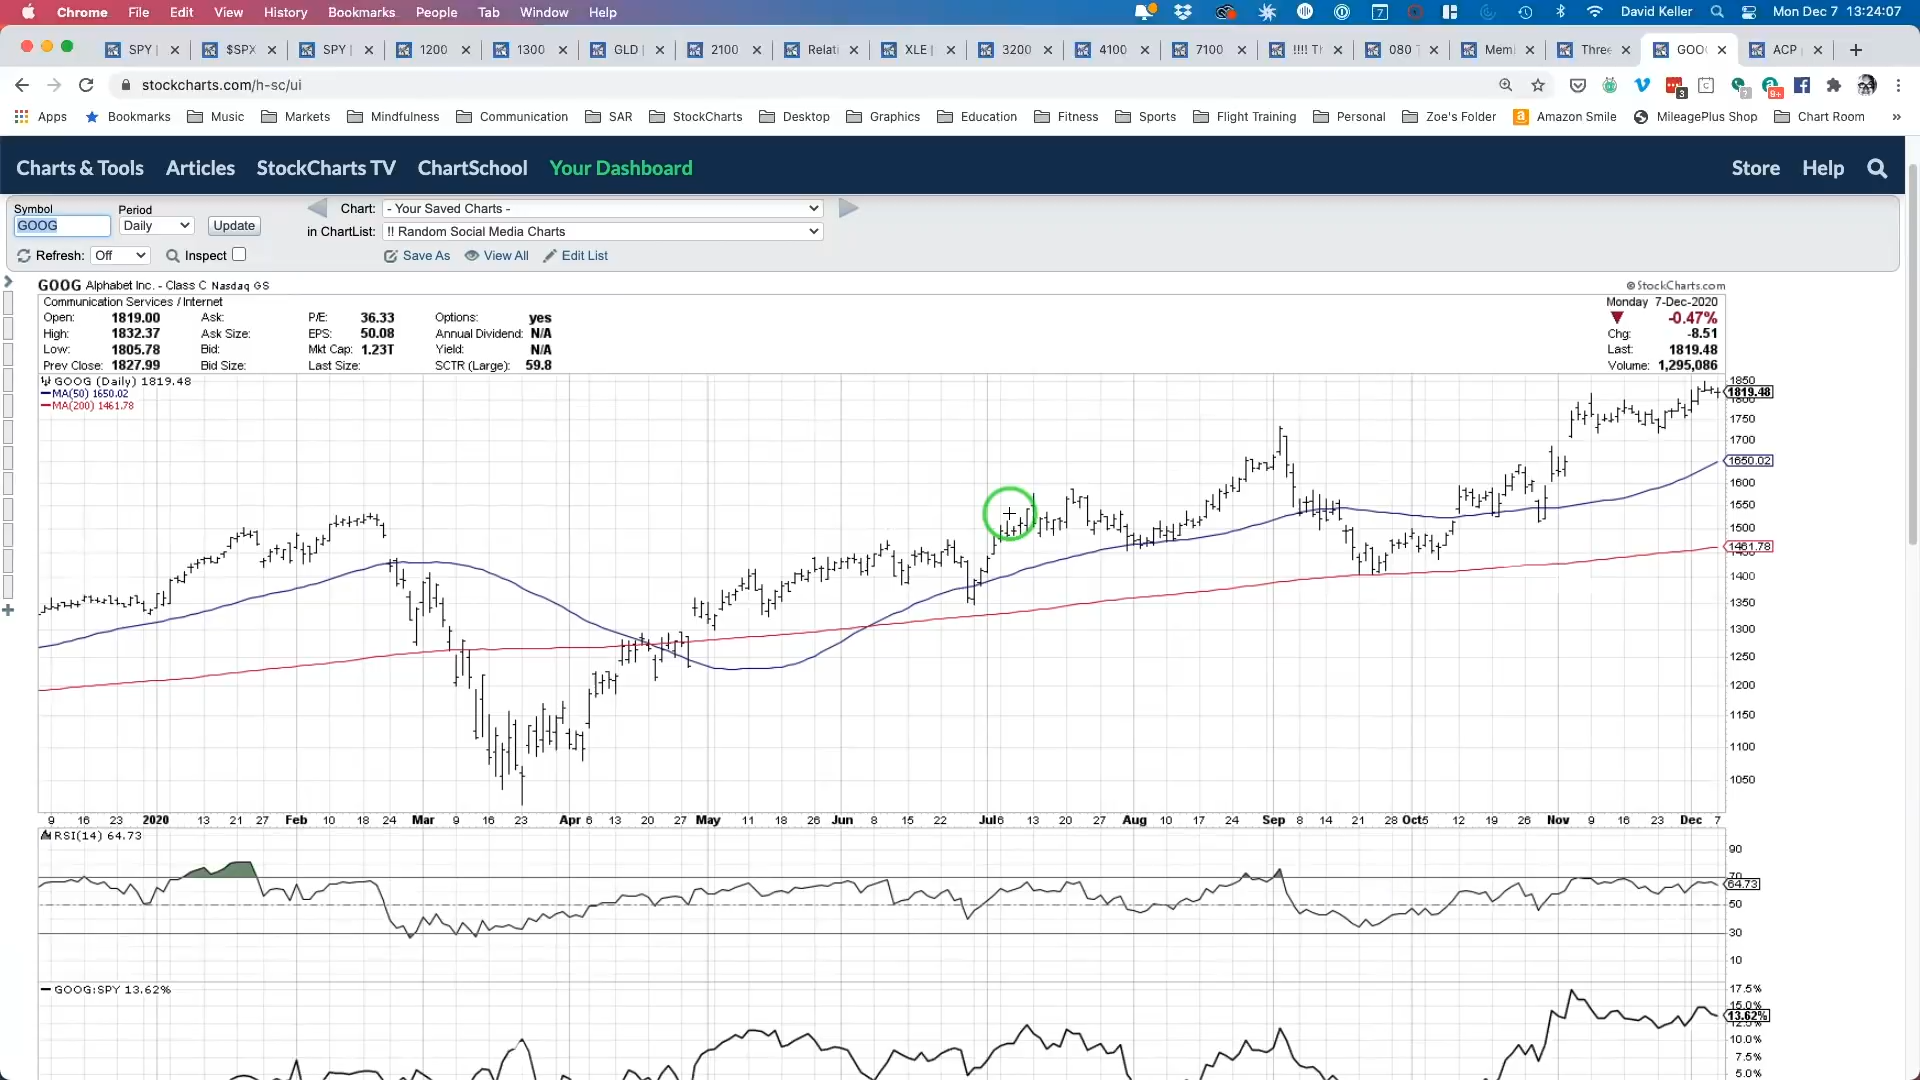 Chrome File Edit View History Bookmarks People Tab Window Help David Keller Mon Dec 7 13:24:07
SPY $SPX SPY 1200 1300 GLD 2100 Relati XLE 3200 4100 7100 !!!! Th 080 T Mem Three GOO ACP
stockcharts.com/h-sc/ui
Apps Bookmarks Music Markets Mindfulness Communication SAR StockCharts Desktop Graphics Education Fitness Sports Flight Training Personal Zoe's Folder Amazon Smile MileagePlus Shop Chart Room »
Charts & Tools Articles StockCharts TV ChartSchool Your Dashboard Store Help
Symbol Period Chart: - Your Saved Charts -
GOOG Daily Update in ChartList: !! Random Social Media Charts
Refresh: Off Inspect Save As View All Edit List
GOOG Alphabet Inc. - Class C Nasdaq GS ©StockCharts.com
Communication Services / Internet Monday 7-Dec-2020
Open: 1819.00 Ask: P/E: 36.33 Options: yes -0.47%
High: 1832.37 Ask Size: EPS: 50.08 Annual Dividend: N/A Chg: -8.51
Low: 1805.78 Bid: Mkt Cap: 1.23T Yield: N/A Last: 1819.48
Prev Close: 1827.99 Bid Size: Last Size: SCTR (Large): 59.8 Volume: 1,295,086
GOOG (Daily) 1819.48
MA(50) 1650.02
MA(200) 1461.78
1850
1819.48
1800
1750
1700
1650.02
1600
1550
1500
1461.78
1400
1350
1300
1250
1200
1150
1100
1050
9 16 23 2020 13 21 27 Feb 10 18 24 Mar 9 16 23 Apr 6 13 20 27 May 11 18 26 Jun 8 15 22 Jul 6 13 20 27 Aug 10 17 24 Sep 8 14 21 28 Oct 5 12 19 26 Nov 9 16 23 Dec 7
RSI(14) 64.73
90
70
64.73
50
30
10
GOOG:SPY 13.62%
17.5%
15.0%
13.62%
12.5%
10.0%
7.5%
5.0%